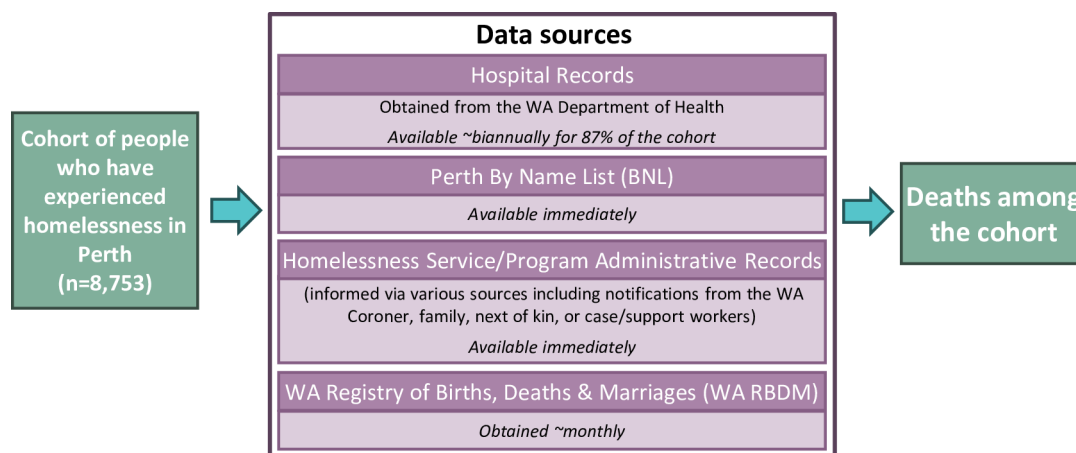 Cohort of people
who have
experienced
homelessness in
Perth
(n=8,753)
Data sources
Hospital Records
Obtained from the WA Department of Health
Available ~biannually for 87% of the cohort
Perth By Name List (BNL)
Available immediately
Homelessness Service/Program Administrative Records
(informed via various sources including notifications from the WA
Coroner, family, next of kin, or case/support workers)
Available immediately
WA Registry of Births, Deaths & Marriages (WA RBDM)
Obtained ~monthly
Deaths among
the cohort